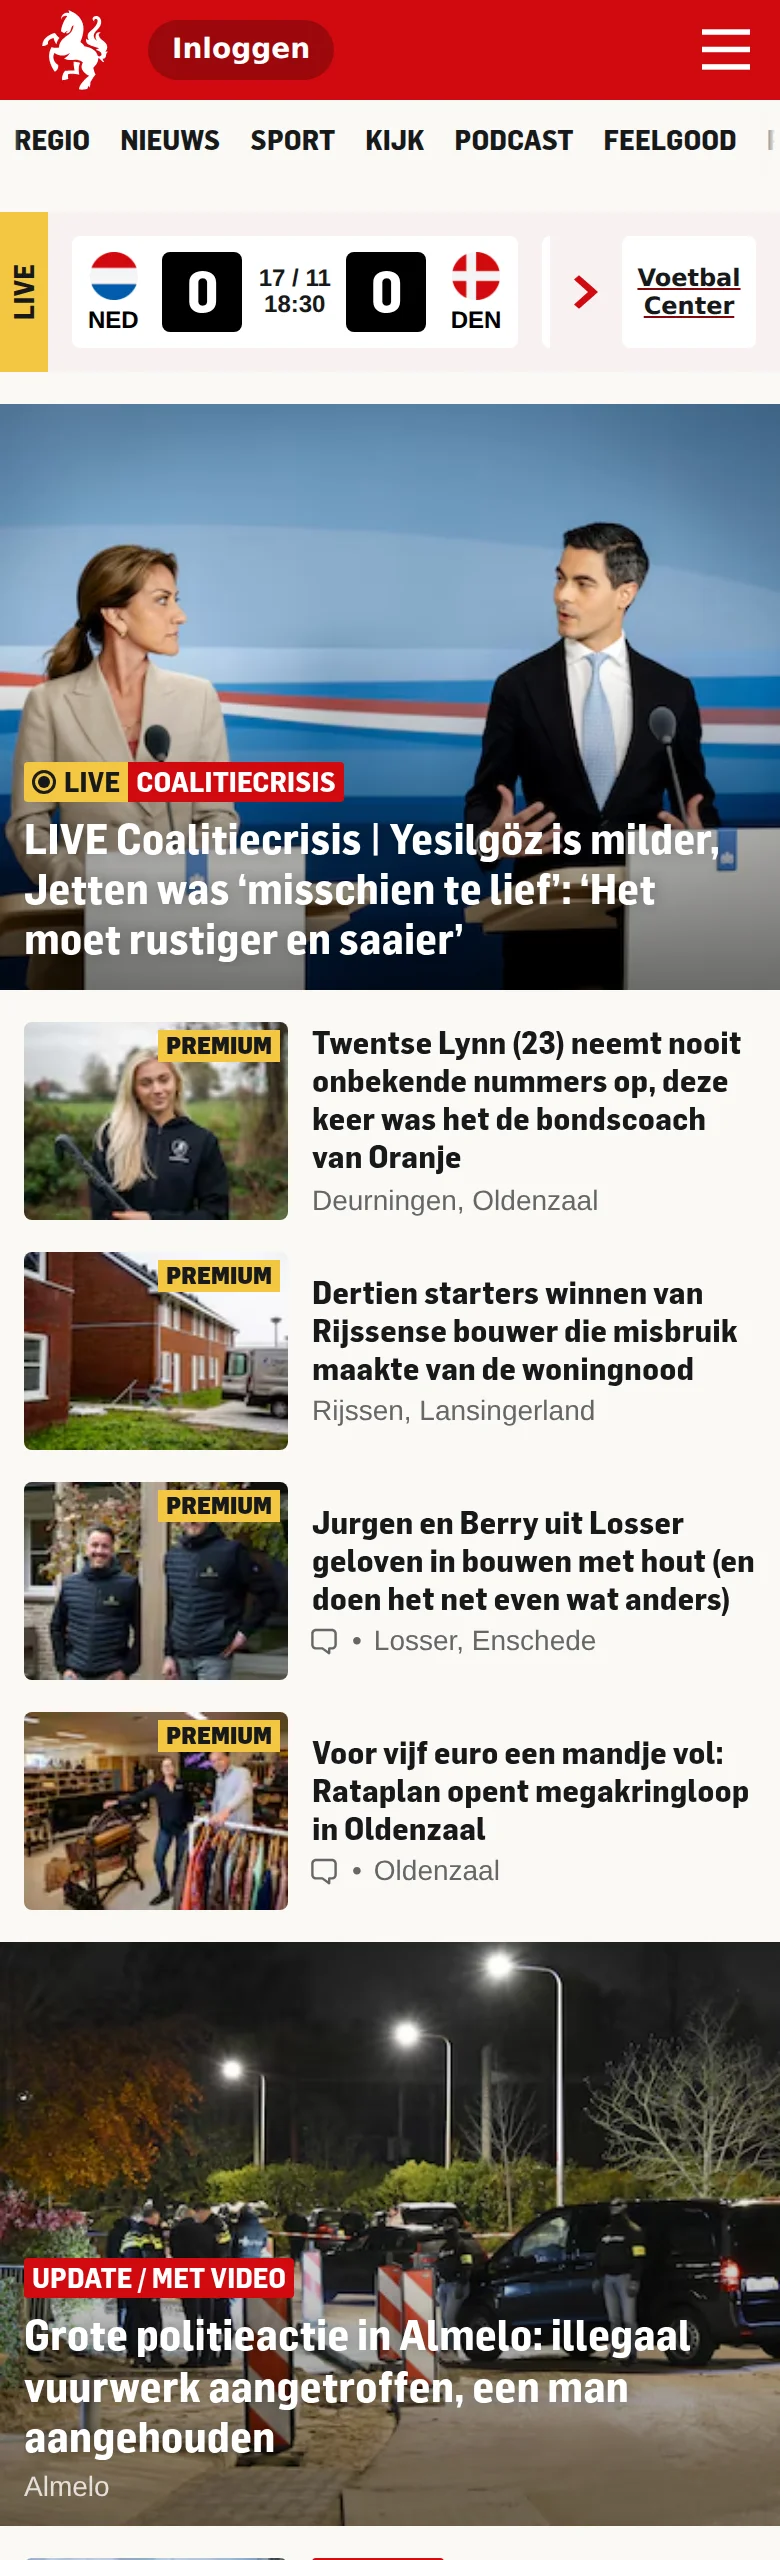 Inloggen
REGIO NIEUWS SPORT KIJK PODCAST FEELGOOD
LIVE
NED
0
17 / 11
18:30
0
DEN
Voetbal
Center
LIVE COALITIECRISIS
LIVE Coalitiecrisis | Yesilgöz is milder,
Jetten was ‘misschien te lief’: ‘Het
moet rustiger en saaier’
PREMIUM
Twentse Lynn (23) neemt nooit
onbekende nummers op, deze
keer was het de bondscoach
van Oranje
Deurningen, Oldenzaal
PREMIUM
Dertien starters winnen van
Rijssense bouwer die misbruik
maakte van de woningnood
Rijssen, Lansingerland
PREMIUM
Jurgen en Berry uit Losser
geloven in bouwen met hout (en
doen het net even wat anders)
• Losser, Enschede
PREMIUM
Voor vijf euro een mandje vol:
Rataplan opent megakringloop
in Oldenzaal
• Oldenzaal
UPDATE / MET VIDEO
Grote politieactie in Almelo: illegaal
vuurwerk aangetroffen, een man
aangehouden
Almelo